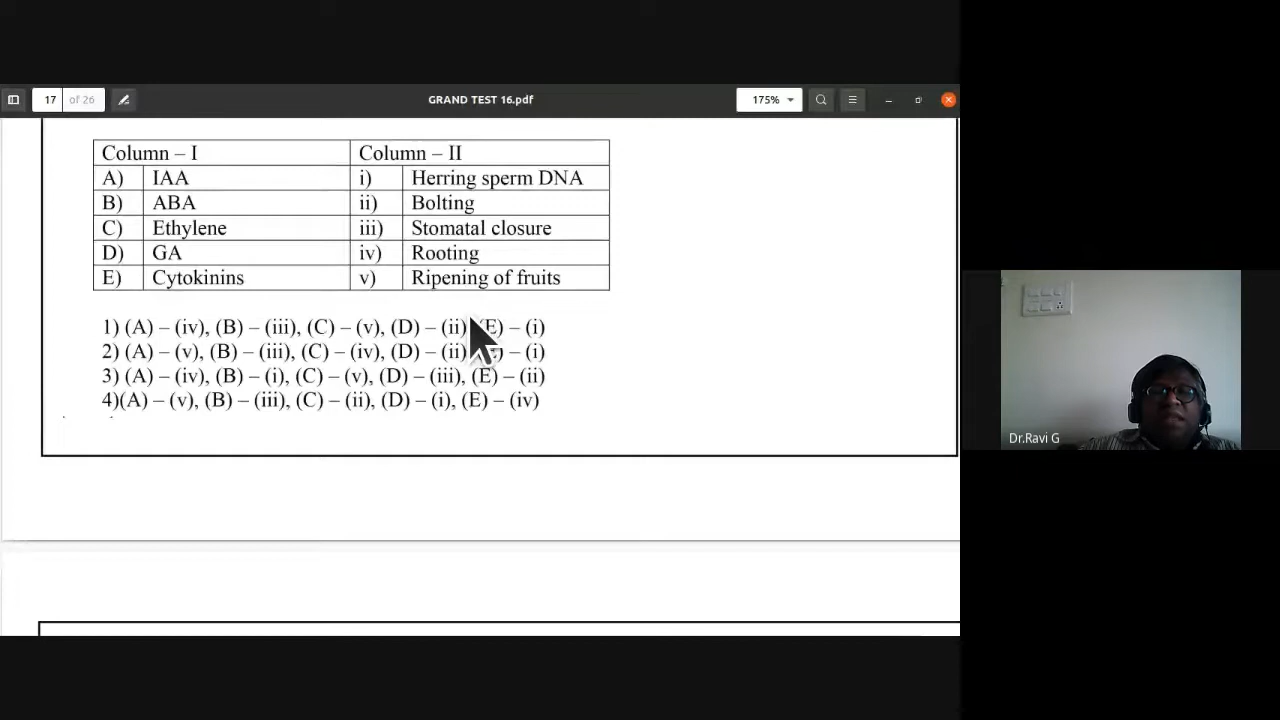 17 of 26
GRAND TEST 16.pdf
175%
Column – I Column – II
A) IAA i) Herring sperm DNA
B) ABA ii) Bolting
C) Ethylene iii) Stomatal closure
D) GA iv) Rooting
E) Cytokinins v) Ripening of fruits
1) (A) – (iv), (B) – (iii), (C) – (v), (D) – (ii) (E) – (i)
2) (A) – (v), (B) – (iii), (C) – (iv), (D) – (ii) – (i)
3) (A) – (iv), (B) – (i), (C) – (v), (D) – (iii), (E) – (ii)
4)(A) – (v), (B) – (iii), (C) – (ii), (D) – (i), (E) – (iv)
Dr.Ravi G